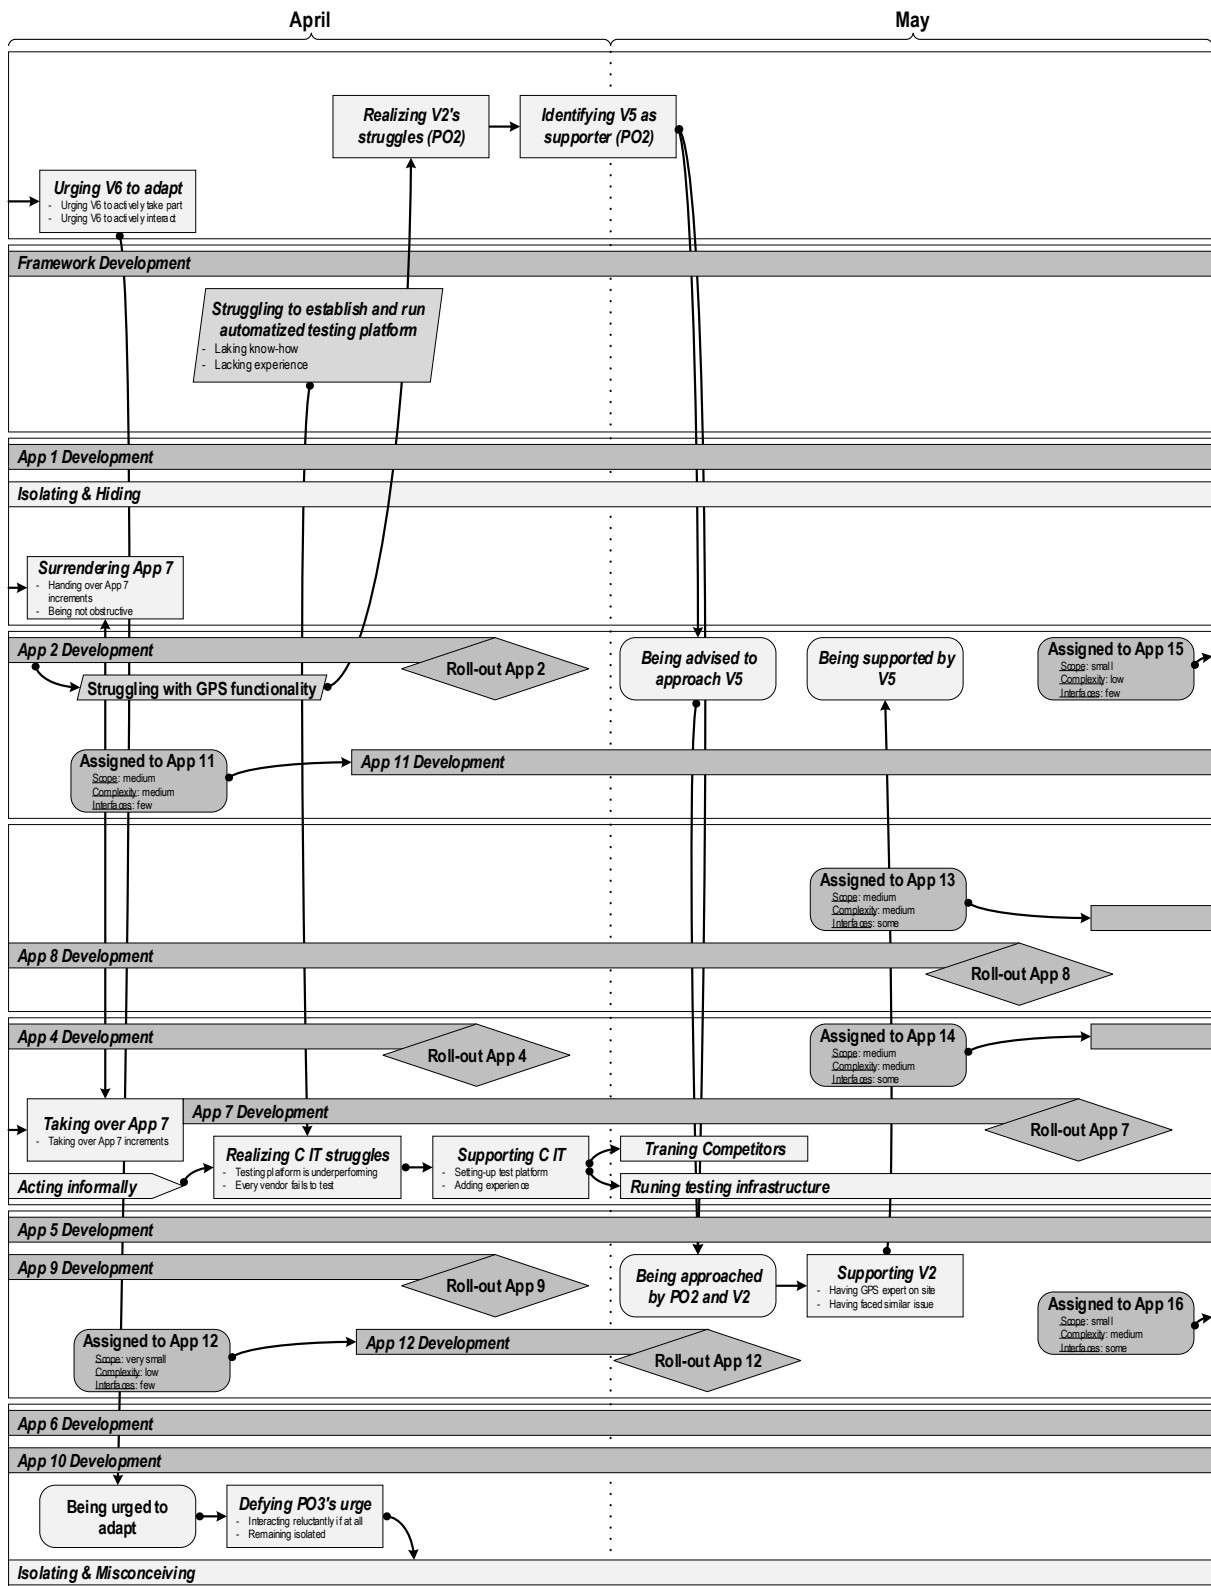 April
May
Realizing V2's
struggles (PO2)
Identifying V5 as
supporter (PO2)
Urging V6 to adapt
- Urging V6 to actively take part
- Urging V6 to actively interact
Framework Development
Struggling to establish and run
automatized testing platform
- Laking know-how
- Lacking experience
App 1 Development
Isolating & Hiding
Surrendering App 7
- Handing over App 7
increments
- Being not obstructive
App 2 Development
Roll-out App 2
Struggling with GPS functionality
Being advised to
approach V5
Being supported by
V5
Assigned to App 15
Scope: small
Complexity: low
Interfaces: few
Assigned to App 11
Scope: medium
Complexity: medium
Interfaces: few
App 11 Development
Assigned to App 13
Scope: medium
Complexity: medium
Interfaces: some
App 8 Development
Roll-out App 8
App 4 Development
Roll-out App 4
Assigned to App 14
Scope: medium
Complexity: medium
Interfaces: some
Taking over App 7
- Taking over App 7 increments
App 7 Development
Roll-out App 7
Acting informally
Realizing C IT struggles
- Testing platform is underperforming
- Every vendor fails to test
Supporting C IT
- Setting-up test platform
- Adding experience
Traning Competitors
Runing testing infrastructure
App 5 Development
App 9 Development
Roll-out App 9
Being approached
by PO2 and V2
Supporting V2
- Having GPS expert on site
- Having faced similar issue
Assigned to App 16
Scope: small
Complexity: medium
Interfaces: some
Assigned to App 12
Scope: very small
Complexity: low
Interfaces: few
App 12 Development
Roll-out App 12
App 6 Development
App 10 Development
Being urged to
adapt
Defying PO3's urge
- Interacting reluctantly if at all
- Remaining isolated
Isolating & Misconceiving